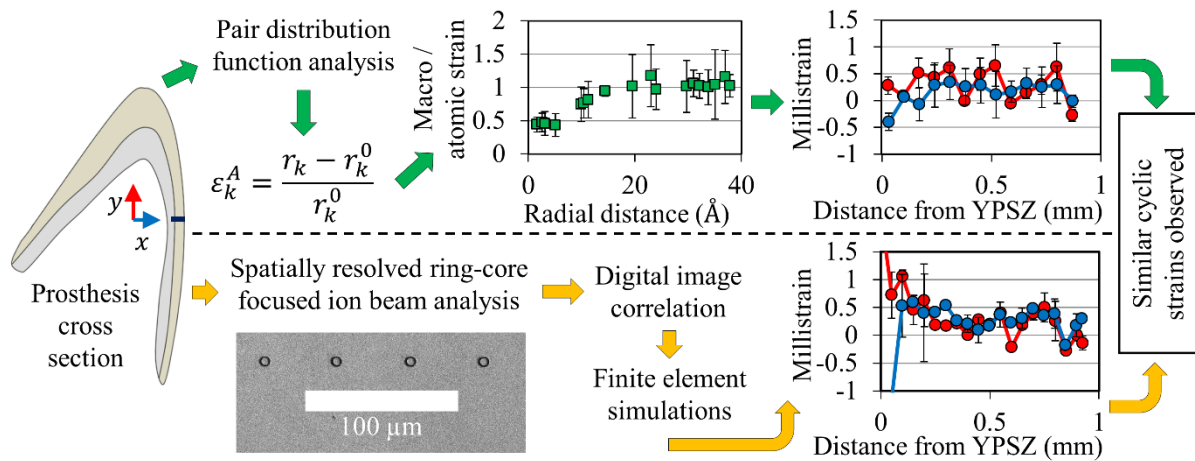 Pair distribution
function analysis
ε_k^A = (r_k − r_k^0) / r_k^0
Macro /
atomic strain
2
1.5
1
0.5
0
0 20 40
Radial distance (Å)
Millistrain
1.5
1
0.5
0
-0.5
-1
0 0.5 1
Distance from YPSZ (mm)
y
x
Prosthesis
cross
section
Spatially resolved ring-core
focused ion beam analysis
100 μm
Digital image
correlation
Finite element
simulations
Millistrain
1.5
1
0.5
0
-0.5
-1
0 0.5 1
Distance from YPSZ (mm)
Similar cyclic
strains observed